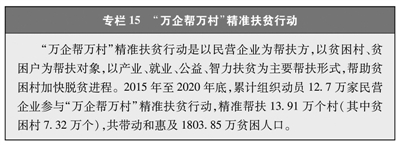 专栏 15　“万企帮万村”精准扶贫行动
“万企帮万村”精准扶贫行动是以民营企业为帮扶方，以贫困村、贫
困户为帮扶对象，以产业、就业、公益、智力扶贫为主要帮扶形式，帮助贫
困村加快脱贫进程。2015 年至 2020 年底，累计组织动员 12.7 万家民营
企业参与“万企帮万村”精准扶贫行动，精准帮扶 13.91 万个村（其中贫
困村 7.32 万个），共带动和惠及 1803.85 万贫困人口。